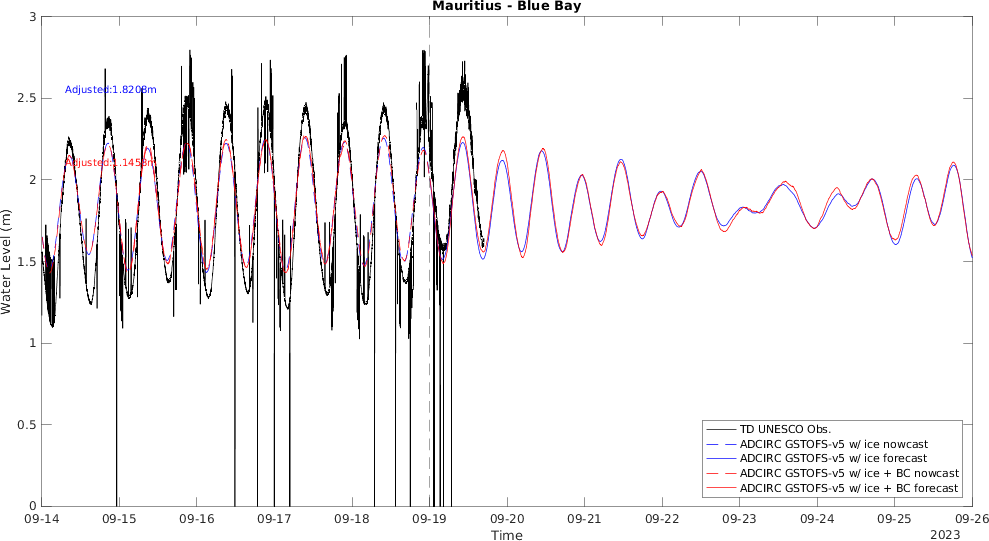 Mauritius - Blue Bay
3
2.5
2
1.5
1
0.5
0
Water Level (m)
Adjusted:1.8208m
09-14
09-15
09-16
09-17
09-18
09-19
09-20
09-21
09-22
09-23
09-24
09-25
09-26
Time
2023
TD UNESCO Obs.
ADCIRC GSTOFS-v5 w/ ice nowcast
ADCIRC GSTOFS-v5 w/ ice forecast
ADCIRC GSTOFS-v5 w/ ice + BC nowcast
ADCIRC GSTOFS-v5 w/ ice + BC forecast